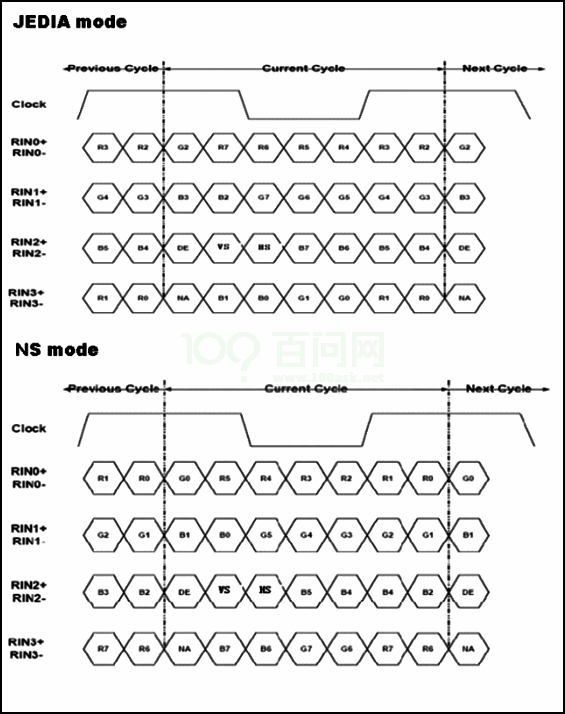 JEDIA mode
Previous Cycle Current Cycle Next Cycle
Clock
RIN0+ R3 R2 G2 R7 R6 R5 R4 R3 R2 G2
RIN0-
RIN1+ G4 G3 B3 B2 G7 G6 G5 G4 G3 B3
RIN1-
RIN2+ B5 B4 DE VS HS B7 B6 B5 B4 DE
RIN2-
RIN3+ R1 R0 NA B1 B0 G1 G0 R1 R0 NA
RIN3-
100ask 百问网
www.100ask.net
NS mode
Previous Cycle Current Cycle Next Cycle
Clock
RIN0+ R1 R0 G0 R5 R4 R3 R2 R1 R0 G0
RIN0-
RIN1+ G2 G1 B1 B0 G5 G4 G3 G2 G1 B1
RIN1-
RIN2+ B3 B2 DE VS HS B5 B4 B4 B2 DE
RIN2-
RIN3+ R7 R6 NA B7 B6 G7 G6 R7 R6 NA
RIN3-